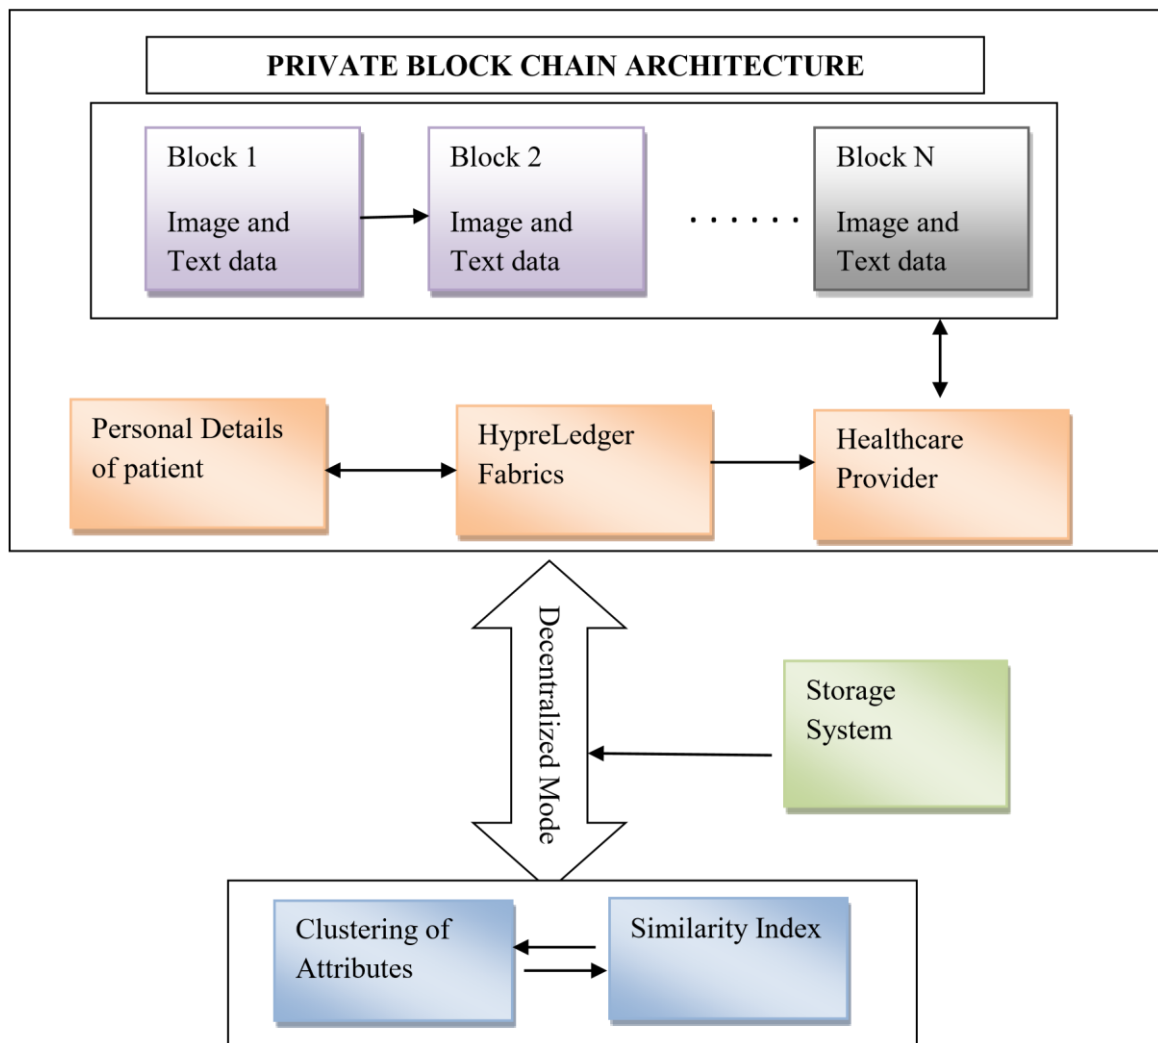 PRIVATE BLOCK CHAIN ARCHITECTURE
Block 1
Image and
Text data
Block 2
Image and
Text data
. . . . . .
Block N
Image and
Text data
Personal Details
of patient
HypreLedger
Fabrics
Healthcare
Provider
Decentralized Mode
Storage
System
Clustering of
Attributes
Similarity Index